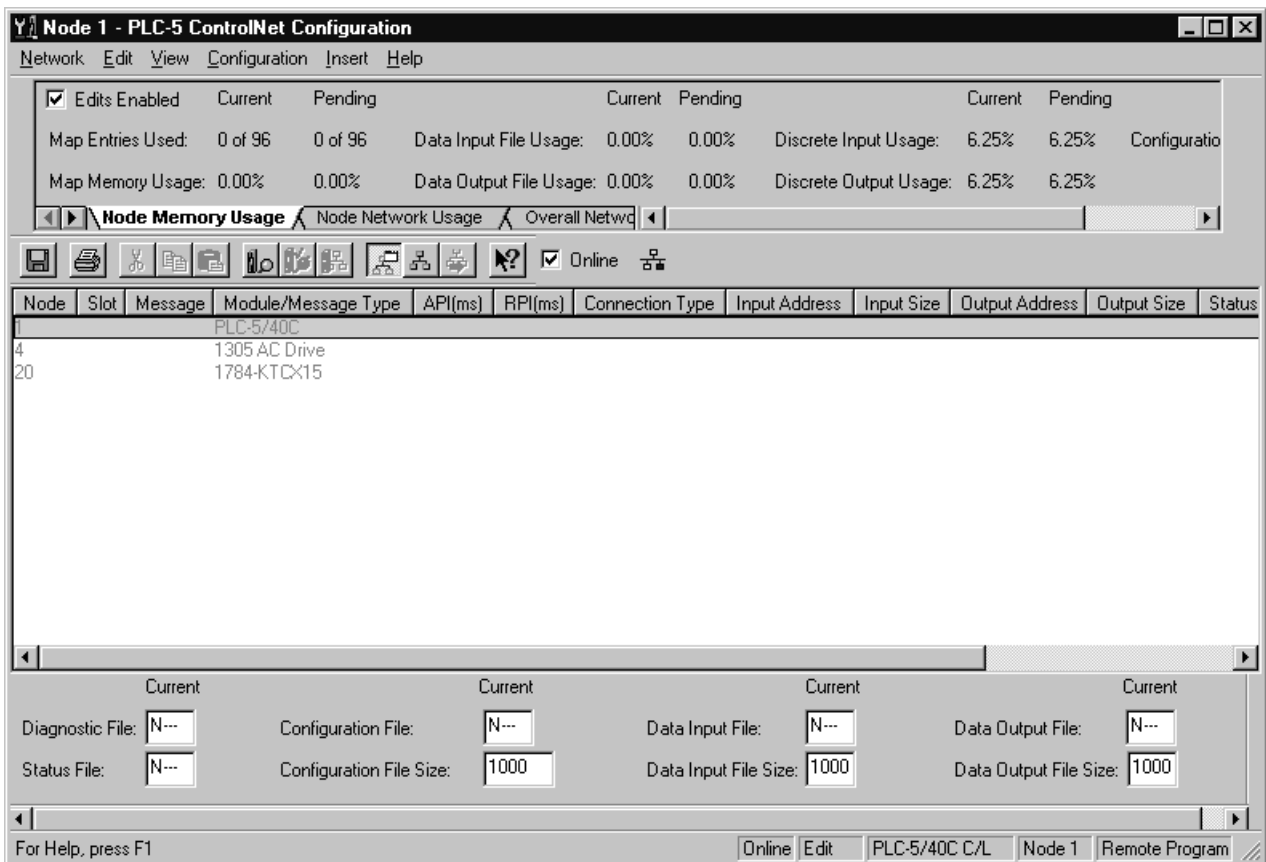 Node 1 - PLC-5 ControlNet Configuration
Network Edit View Configuration Insert Help
Edits Enabled Current Pending Current Pending Current Pending
Map Entries Used: 0 of 96 0 of 96 Data Input File Usage: 0.00% 0.00% Discrete Input Usage: 6.25% 6.25% Configuratio
Map Memory Usage: 0.00% 0.00% Data Output File Usage: 0.00% 0.00% Discrete Output Usage: 6.25% 6.25%
Node Memory Usage Node Network Usage Overall Netwo
Online
Node Slot Message Module/Message Type API(ms) RPI(ms) Connection Type Input Address Input Size Output Address Output Size Status
1 PLC-5/40C
4 1305 AC Drive
20 1784-KTCX15
Current Current Current Current
Diagnostic File: N--- Configuration File: N--- Data Input File: N--- Data Output File: N---
Status File: N--- Configuration File Size: 1000 Data Input File Size: 1000 Data Output File Size: 1000
For Help, press F1 Online Edit PLC-5/40C C/L Node 1 Remote Program